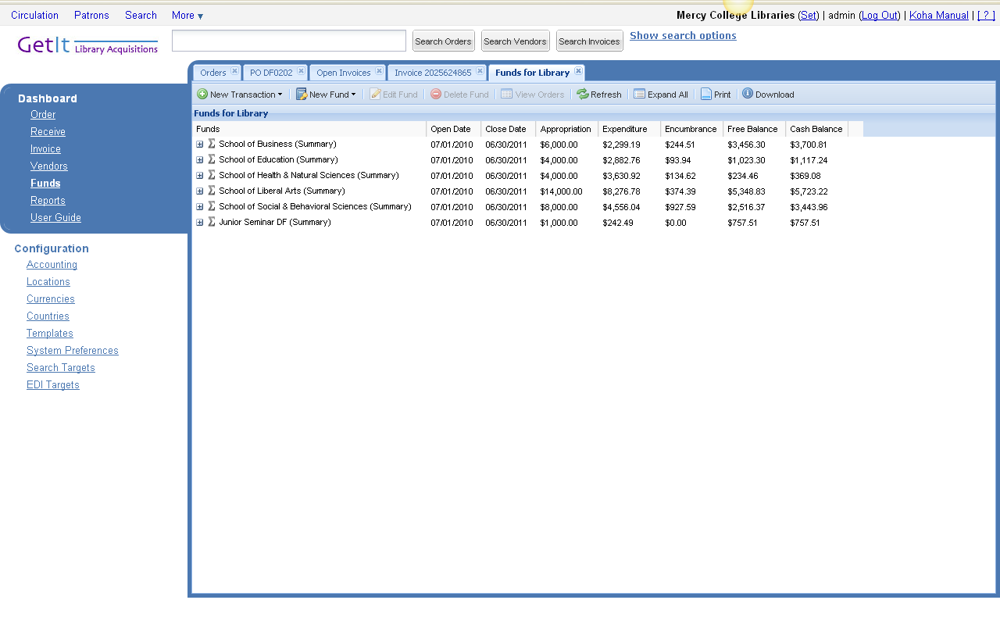 Circulation Patrons Search More ▼ Mercy College Libraries (Set) | admin (Log Out) | Koha Manual | [ ? ]
GetIt Library Acquisitions Search Orders Search Vendors Search Invoices Show search options
Orders PO DF0202 Open Invoices Invoice 2025624865 Funds for Library
New Transaction New Fund Edit Fund Delete Fund View Orders Refresh Expand All Print Download
Dashboard
Order
Receive
Invoice
Vendors
Funds
Reports
User Guide
Configuration
Accounting
Locations
Currencies
Countries
Templates
System Preferences
Search Targets
EDI Targets
Funds for Library
Funds Open Date Close Date Appropriation Expenditure Encumbrance Free Balance Cash Balance
Σ School of Business (Summary) 07/01/2010 06/30/2011 $6,000.00 $2,299.19 $244.51 $3,456.30 $3,700.81
Σ School of Education (Summary) 07/01/2010 06/30/2011 $4,000.00 $2,882.76 $93.94 $1,023.30 $1,117.24
Σ School of Health & Natural Sciences (Summary) 07/01/2010 06/30/2011 $4,000.00 $3,630.92 $134.62 $234.46 $369.08
Σ School of Liberal Arts (Summary) 07/01/2010 06/30/2011 $14,000.00 $8,276.78 $374.39 $5,348.83 $5,723.22
Σ School of Social & Behavioral Sciences (Summary) 07/01/2010 06/30/2011 $8,000.00 $4,556.04 $927.59 $2,516.37 $3,443.96
Σ Junior Seminar DF (Summary) 07/01/2010 06/30/2011 $1,000.00 $242.49 $0.00 $757.51 $757.51